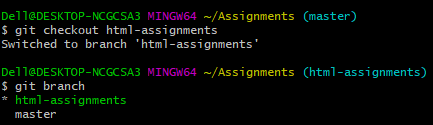 Dell@DESKTOP-NCGCSA3 MINGW64 ~/Assignments (master)
$ git checkout html-assignments
Switched to branch 'html-assignments'
Dell@DESKTOP-NCGCSA3 MINGW64 ~/Assignments (html-assignments)
$ git branch
* html-assignments
  master